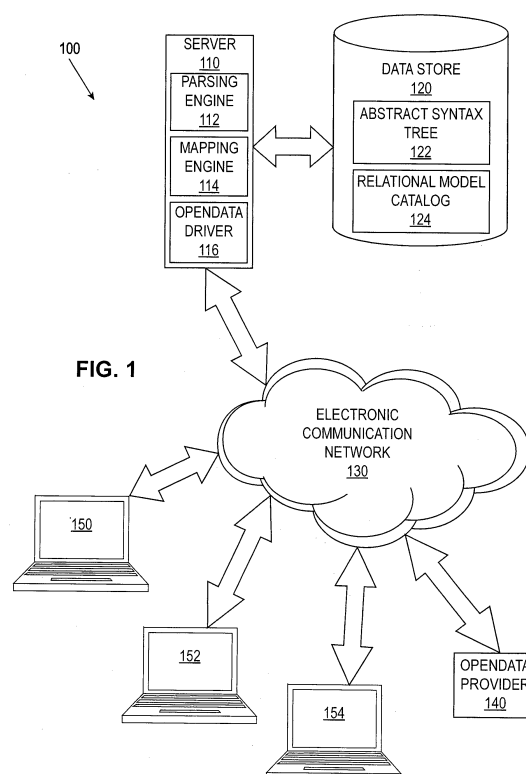 100
SERVER
110
PARSING
ENGINE
112
MAPPING
ENGINE
114
OPENDATA
DRIVER
116
DATA STORE
120
ABSTRACT SYNTAX
TREE
122
RELATIONAL MODEL
CATALOG
124
FIG. 1
ELECTRONIC
COMMUNICATION
NETWORK
130
150
152
154
OPENDATA
PROVIDER
140